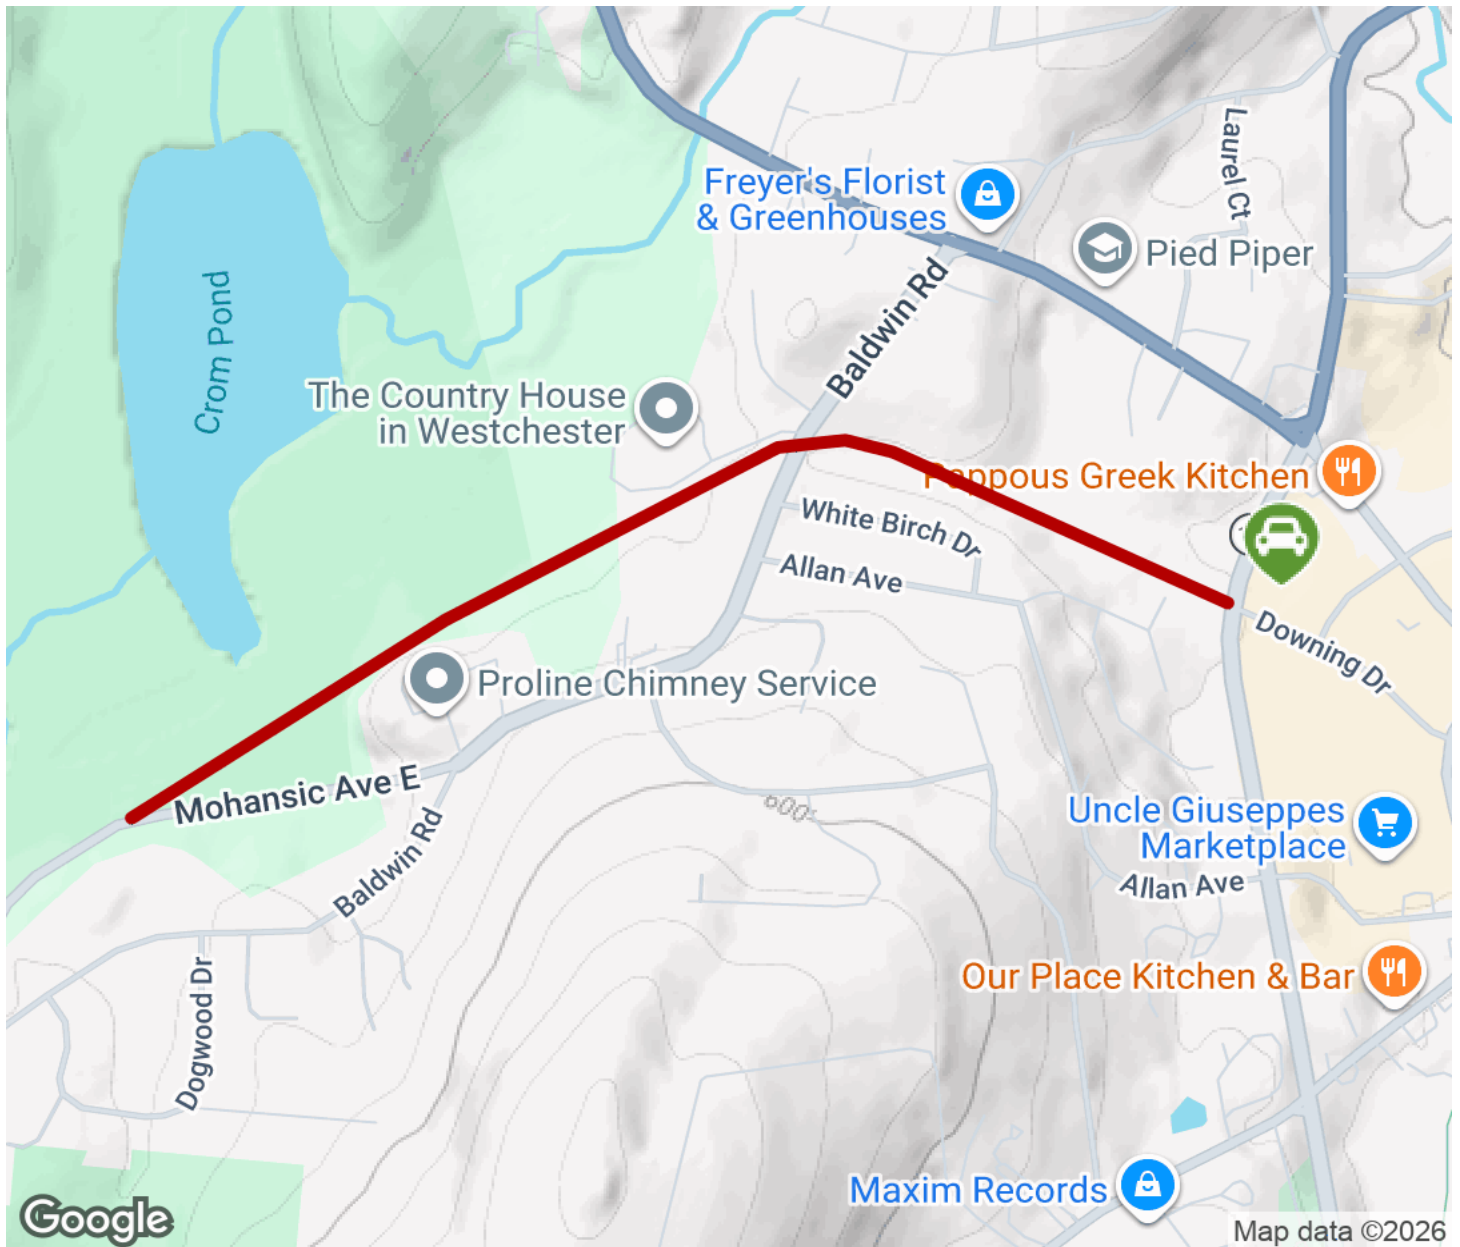 Laurel Ct
Freyer's Florist
& Greenhouses
Pied Piper
Baldwin Rd
Crom Pond
The Country House
in Westchester
Pappous Greek Kitchen
White Birch Dr
Allan Ave
Downing Dr
Proline Chimney Service
Mohansic Ave E
600
Uncle Giuseppes
Marketplace
Baldwin Rd
Allan Ave
Our Place Kitchen & Bar
Dogwood Dr
Maxim Records
Google
Map data ©2026